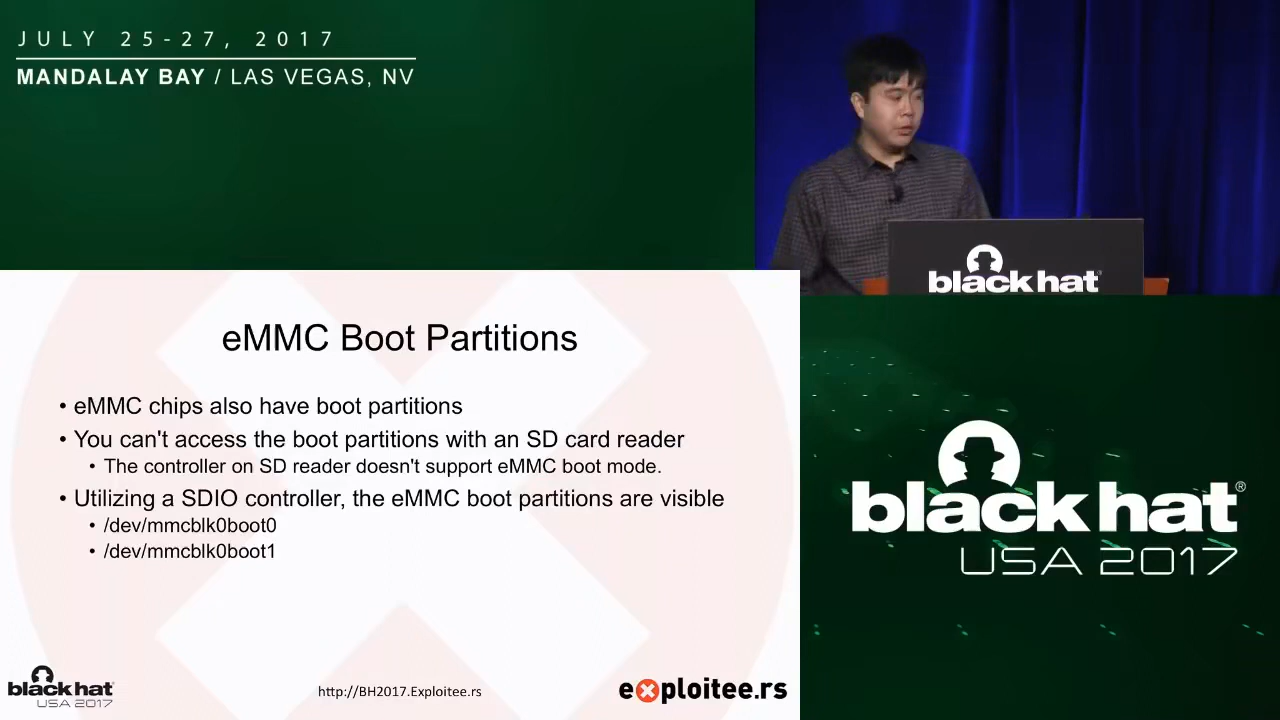 JULY 25-27, 2017
MANDALAY BAY / LAS VEGAS, NV
black hat
eMMC Boot Partitions
• eMMC chips also have boot partitions
• You can't access the boot partitions with an SD card reader
• The controller on SD reader doesn't support eMMC boot mode.
• Utilizing a SDIO controller, the eMMC boot partitions are visible
• /dev/mmcblk0boot0
• /dev/mmcblk0boot1
black hat®
USA 2017
black hat
USA 2017
http://BH2017.Exploitee.rs
exploitee.rs